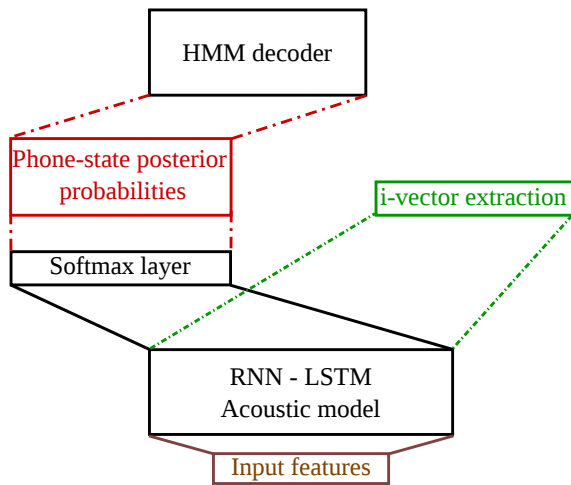 HMM decoder
Phone-state posterior
probabilities
i-vector extraction
Softmax layer
RNN - LSTM
Acoustic model
Input features